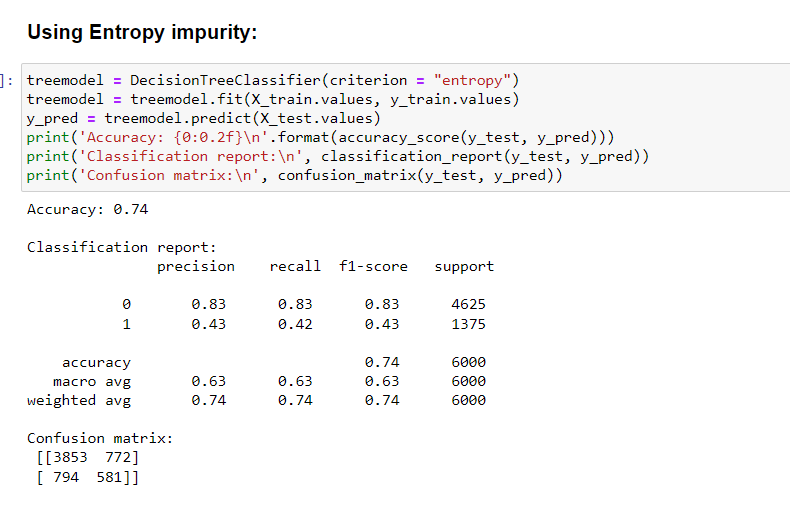 Using Entropy impurity:
]: treemodel = DecisionTreeClassifier(criterion = "entropy")
treemodel = treemodel.fit(X_train.values, y_train.values)
y_pred = treemodel.predict(X_test.values)
print('Accuracy: {0:0.2f}\n'.format(accuracy_score(y_test, y_pred)))
print('Classification report:\n', classification_report(y_test, y_pred))
print('Confusion matrix:\n', confusion_matrix(y_test, y_pred))
Accuracy: 0.74
Classification report:
precision recall f1-score support
0 0.83 0.83 0.83 4625
1 0.43 0.42 0.43 1375
accuracy 0.74 6000
macro avg 0.63 0.63 0.63 6000
weighted avg 0.74 0.74 0.74 6000
Confusion matrix:
[[3853 772]
[ 794 581]]